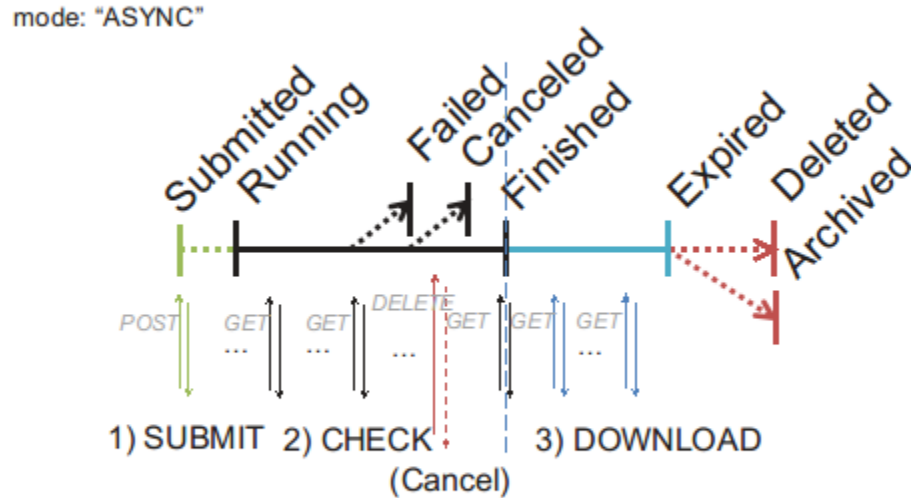 mode: “ASYNC”
Submitted
Running
Failed
Canceled
Finished
Expired
Deleted
Archived
POST
GET
...
GET
...
DELETE
...
GET
GET
GET
...
1) SUBMIT
2) CHECK
(Cancel)
3) DOWNLOAD